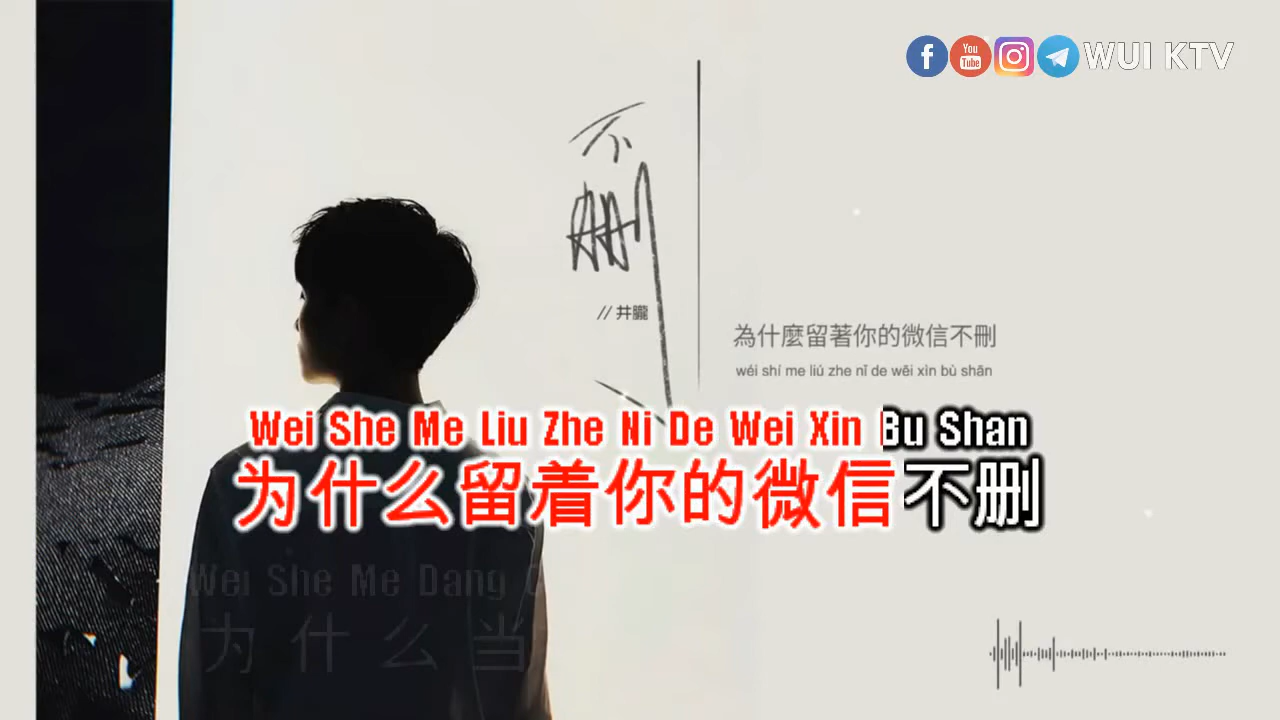 WUI KTV
You
Tube
不
刪
// 井朧
為什麼留著你的微信不刪
wéi shí me liú zhe nǐ de wēi xìn bù shān
Wei She Me Liu Zhe Ni De Wei Xin Bu Shan
为什么留着你的微信不删
Wei She Me Dang
为什么当